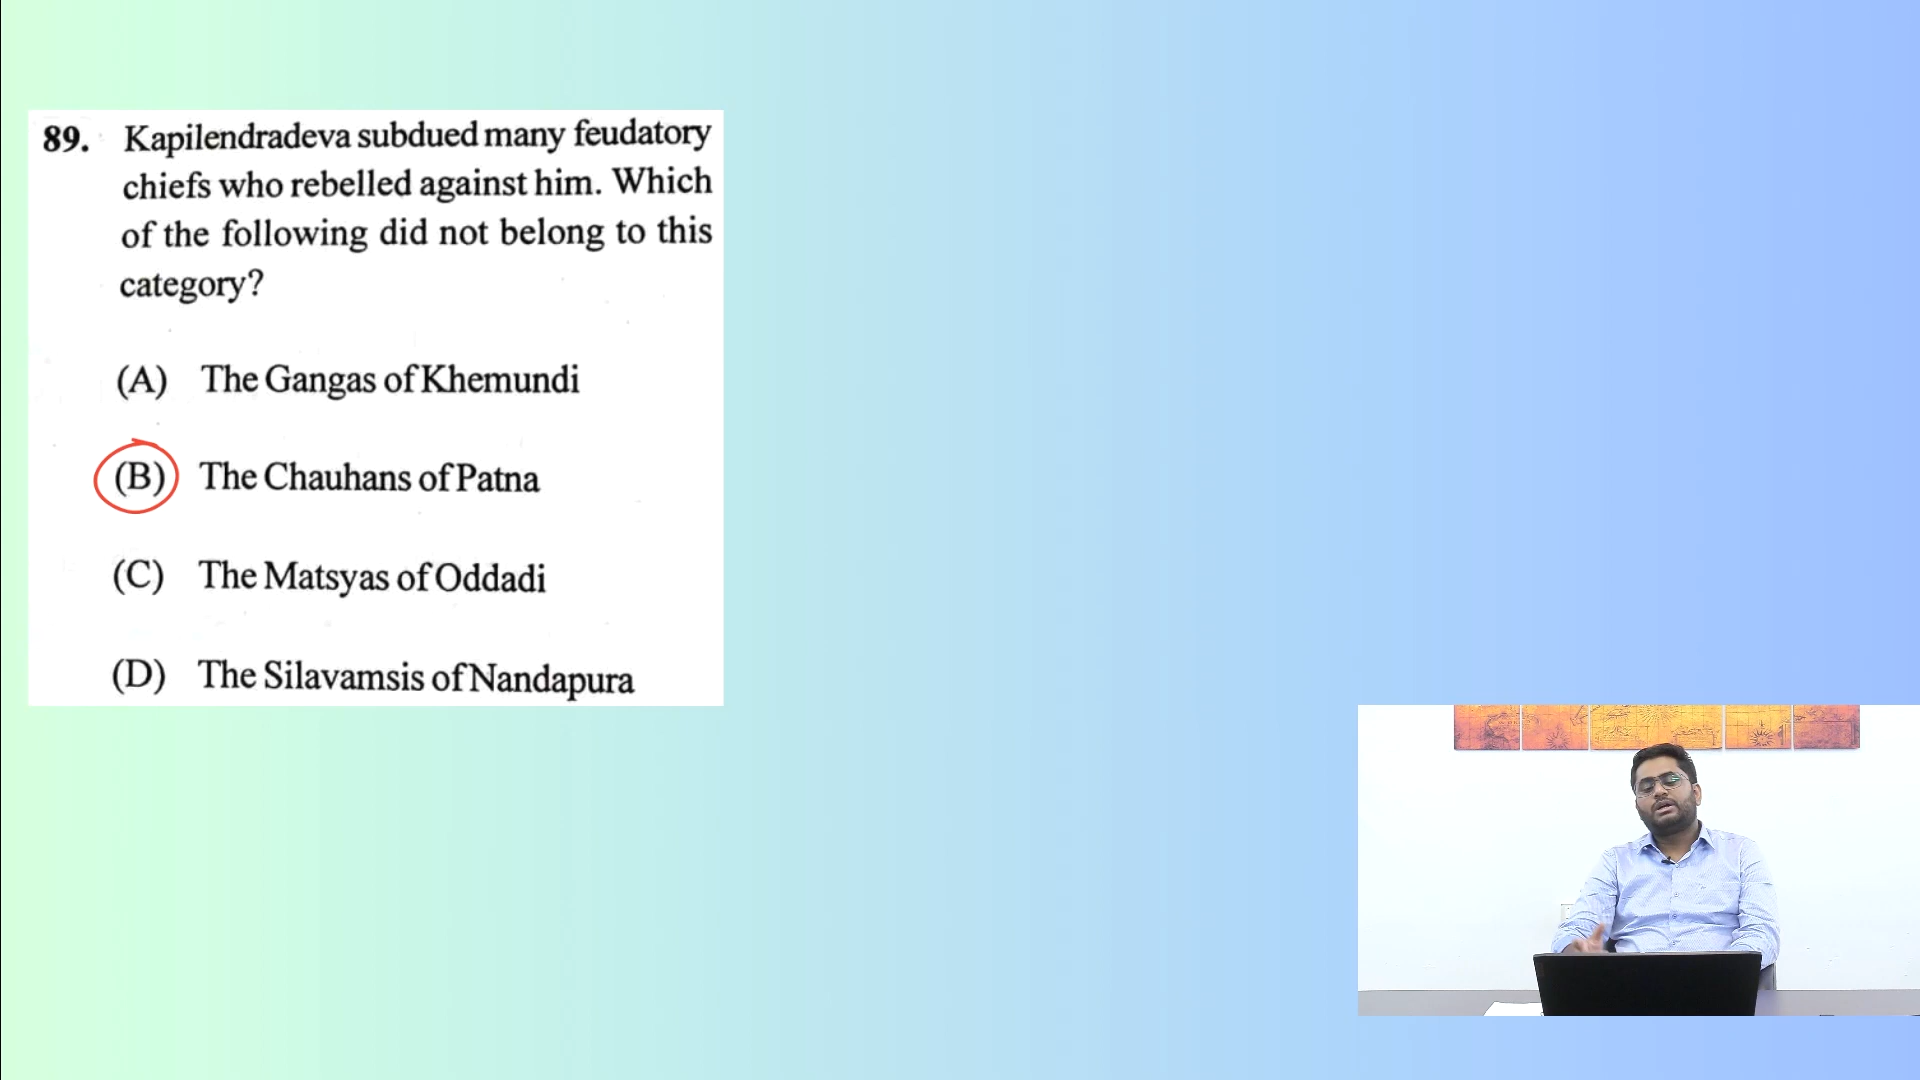 89. Kapilendradeva subdued many feudatory
chiefs who rebelled against him. Which
of the following did not belong to this
category?
(A) The Gangas of Khemundi
(B) The Chauhans of Patna
(C) The Matsyas of Oddadi
(D) The Silavamsis of Nandapura